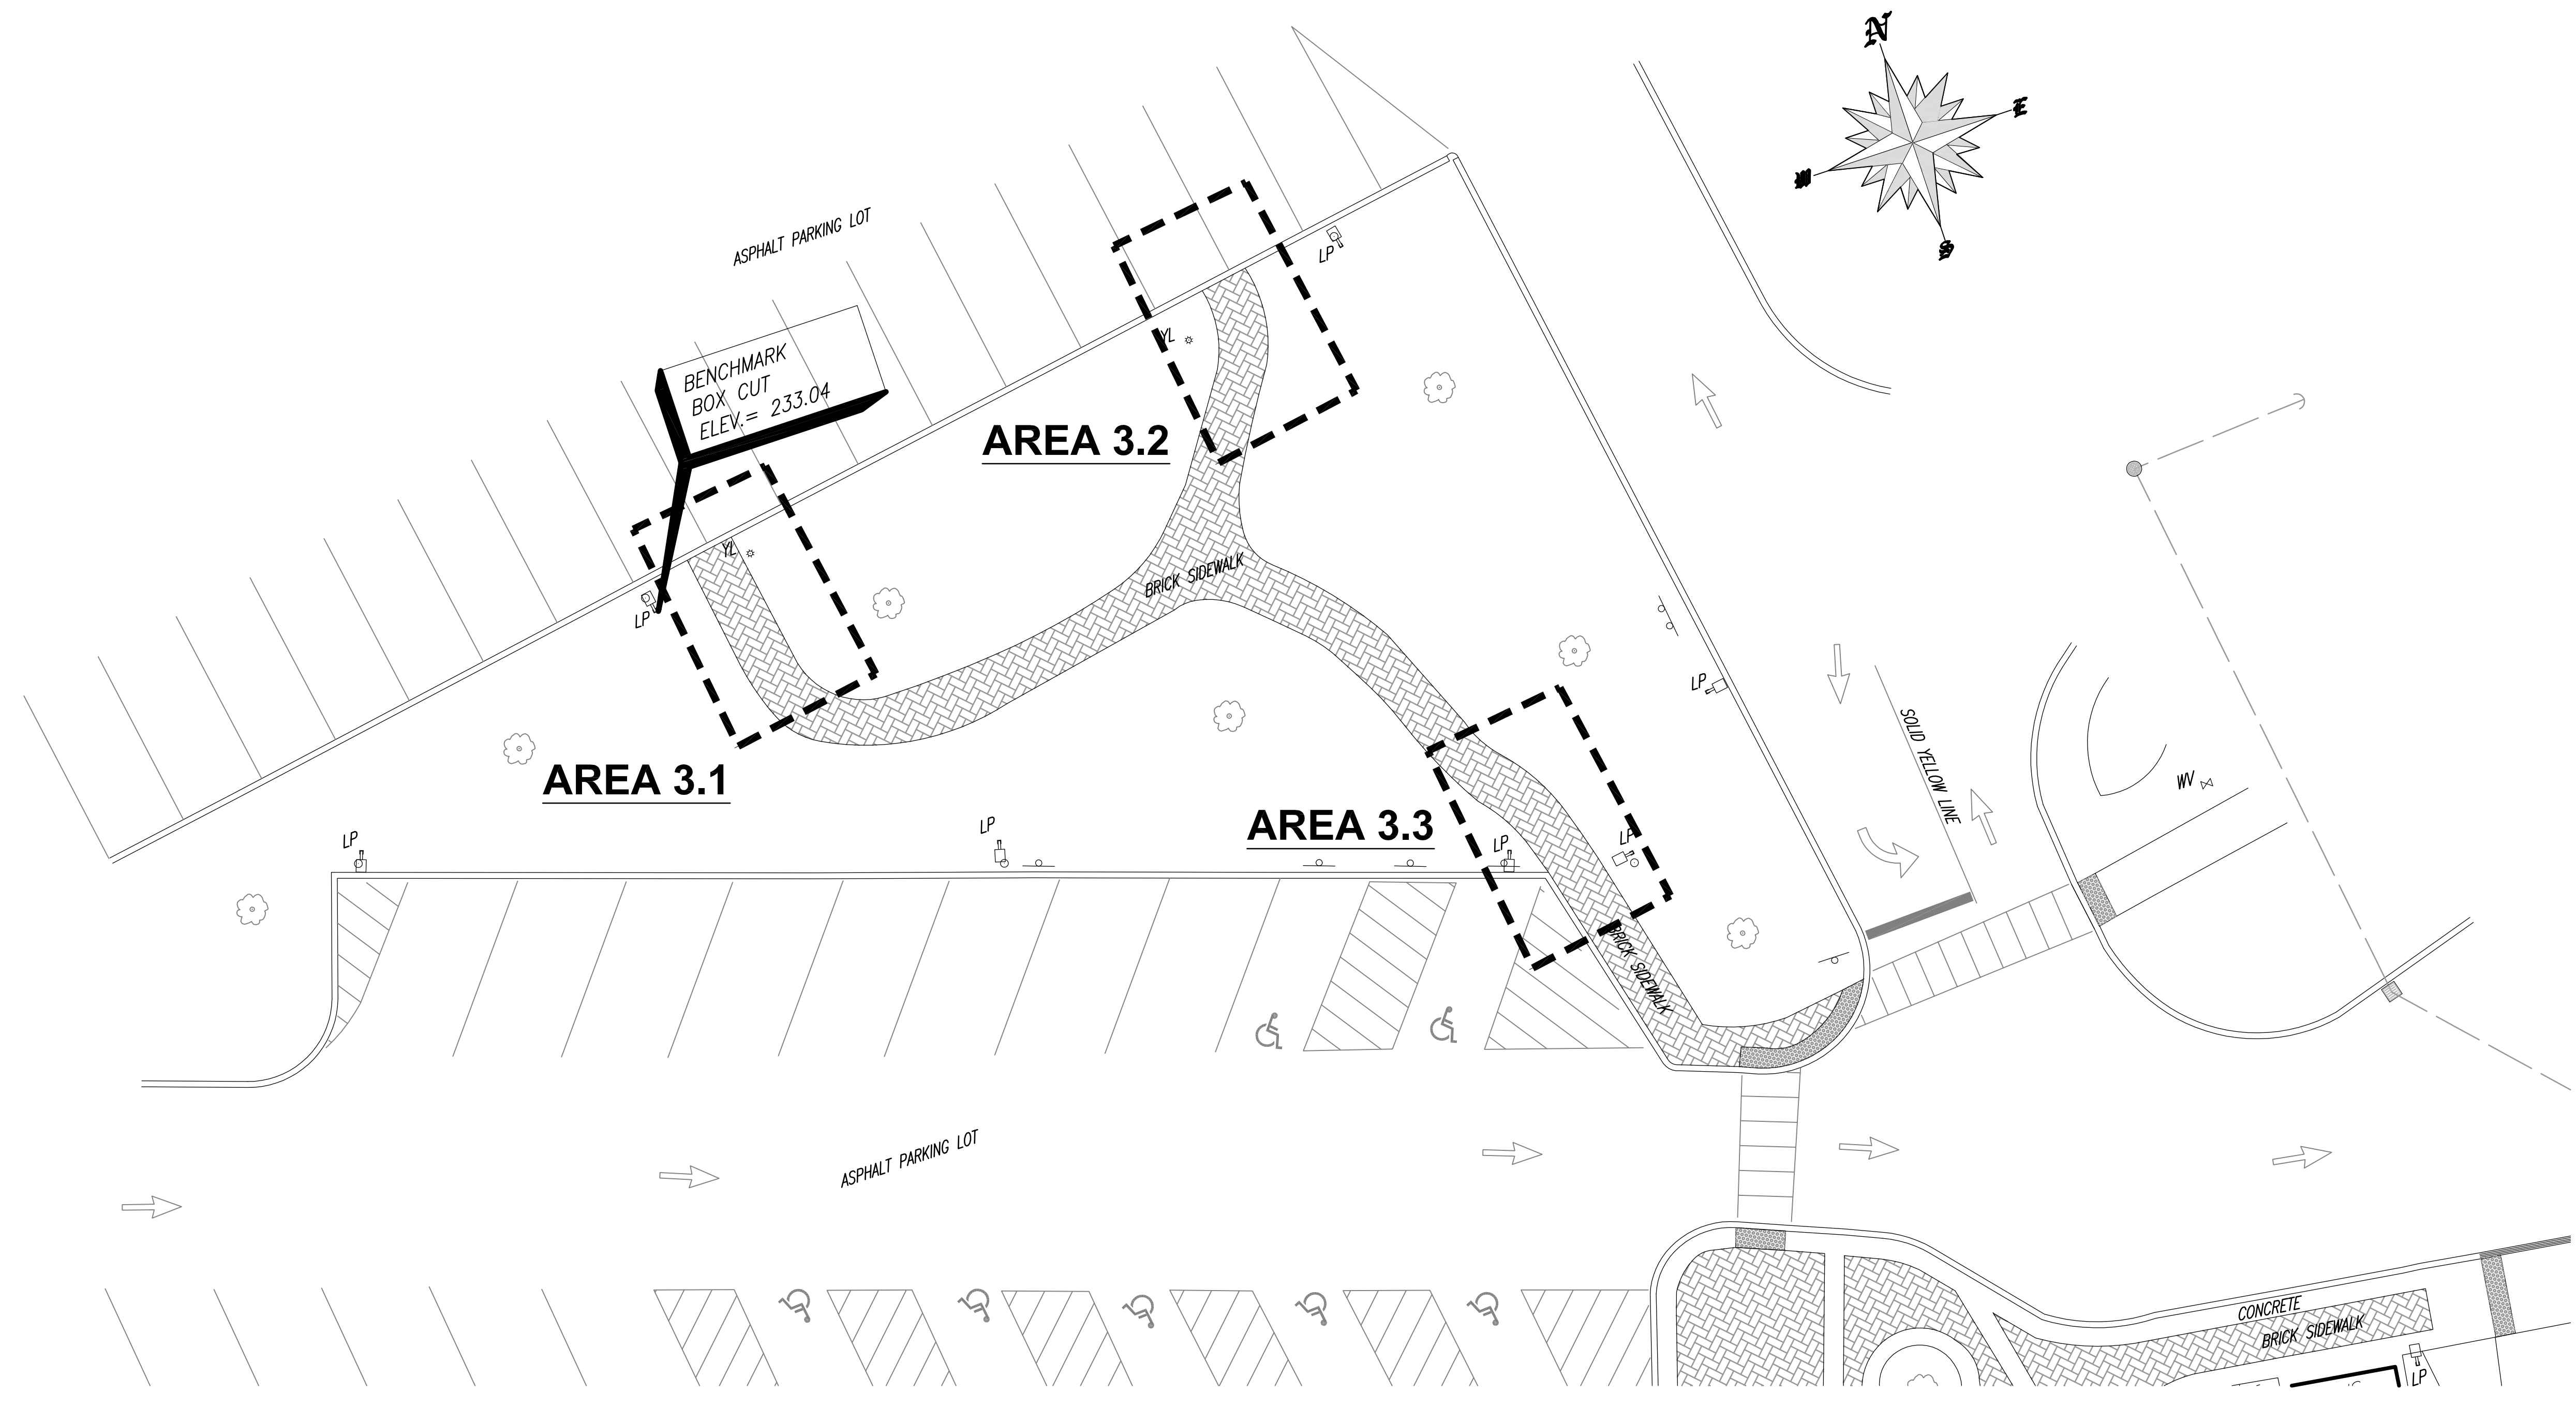 N
E
W
S
ASPHALT PARKING LOT
LP
BENCHMARK
BOX CUT
ELEV.= 233.04
YL
AREA 3.2
YL
BRICK SIDEWALK
LP
LP
SOLID YELLOW LINE
AREA 3.1
WV
AREA 3.3
LP
LP
LP
LP
BRICK SIDEWALK
ASPHALT PARKING LOT
CONCRETE
BRICK SIDEWALK
LP